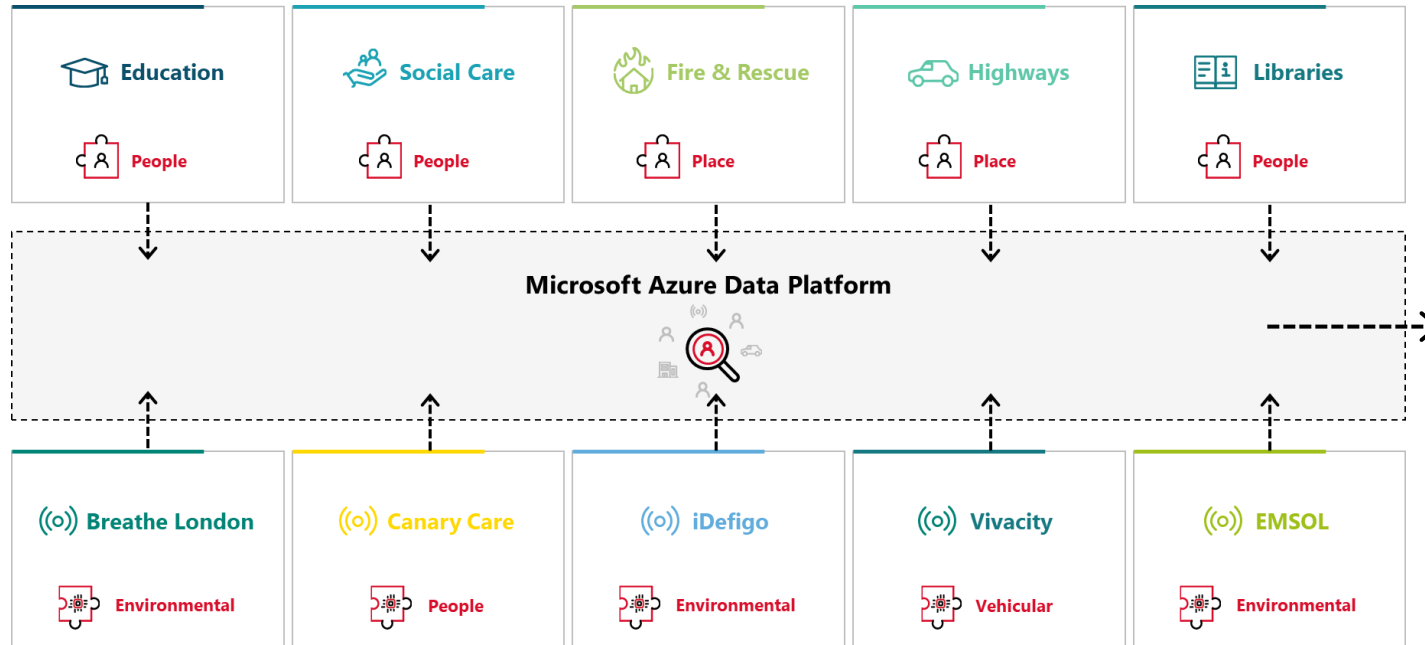 Education
Social Care
Fire & Rescue
Highways
Libraries
People
People
Place
Place
People
Microsoft Azure Data Platform
Breathe London
Canary Care
iDefigo
Vivacity
EMSOL
Environmental
People
Environmental
Vehicular
Environmental